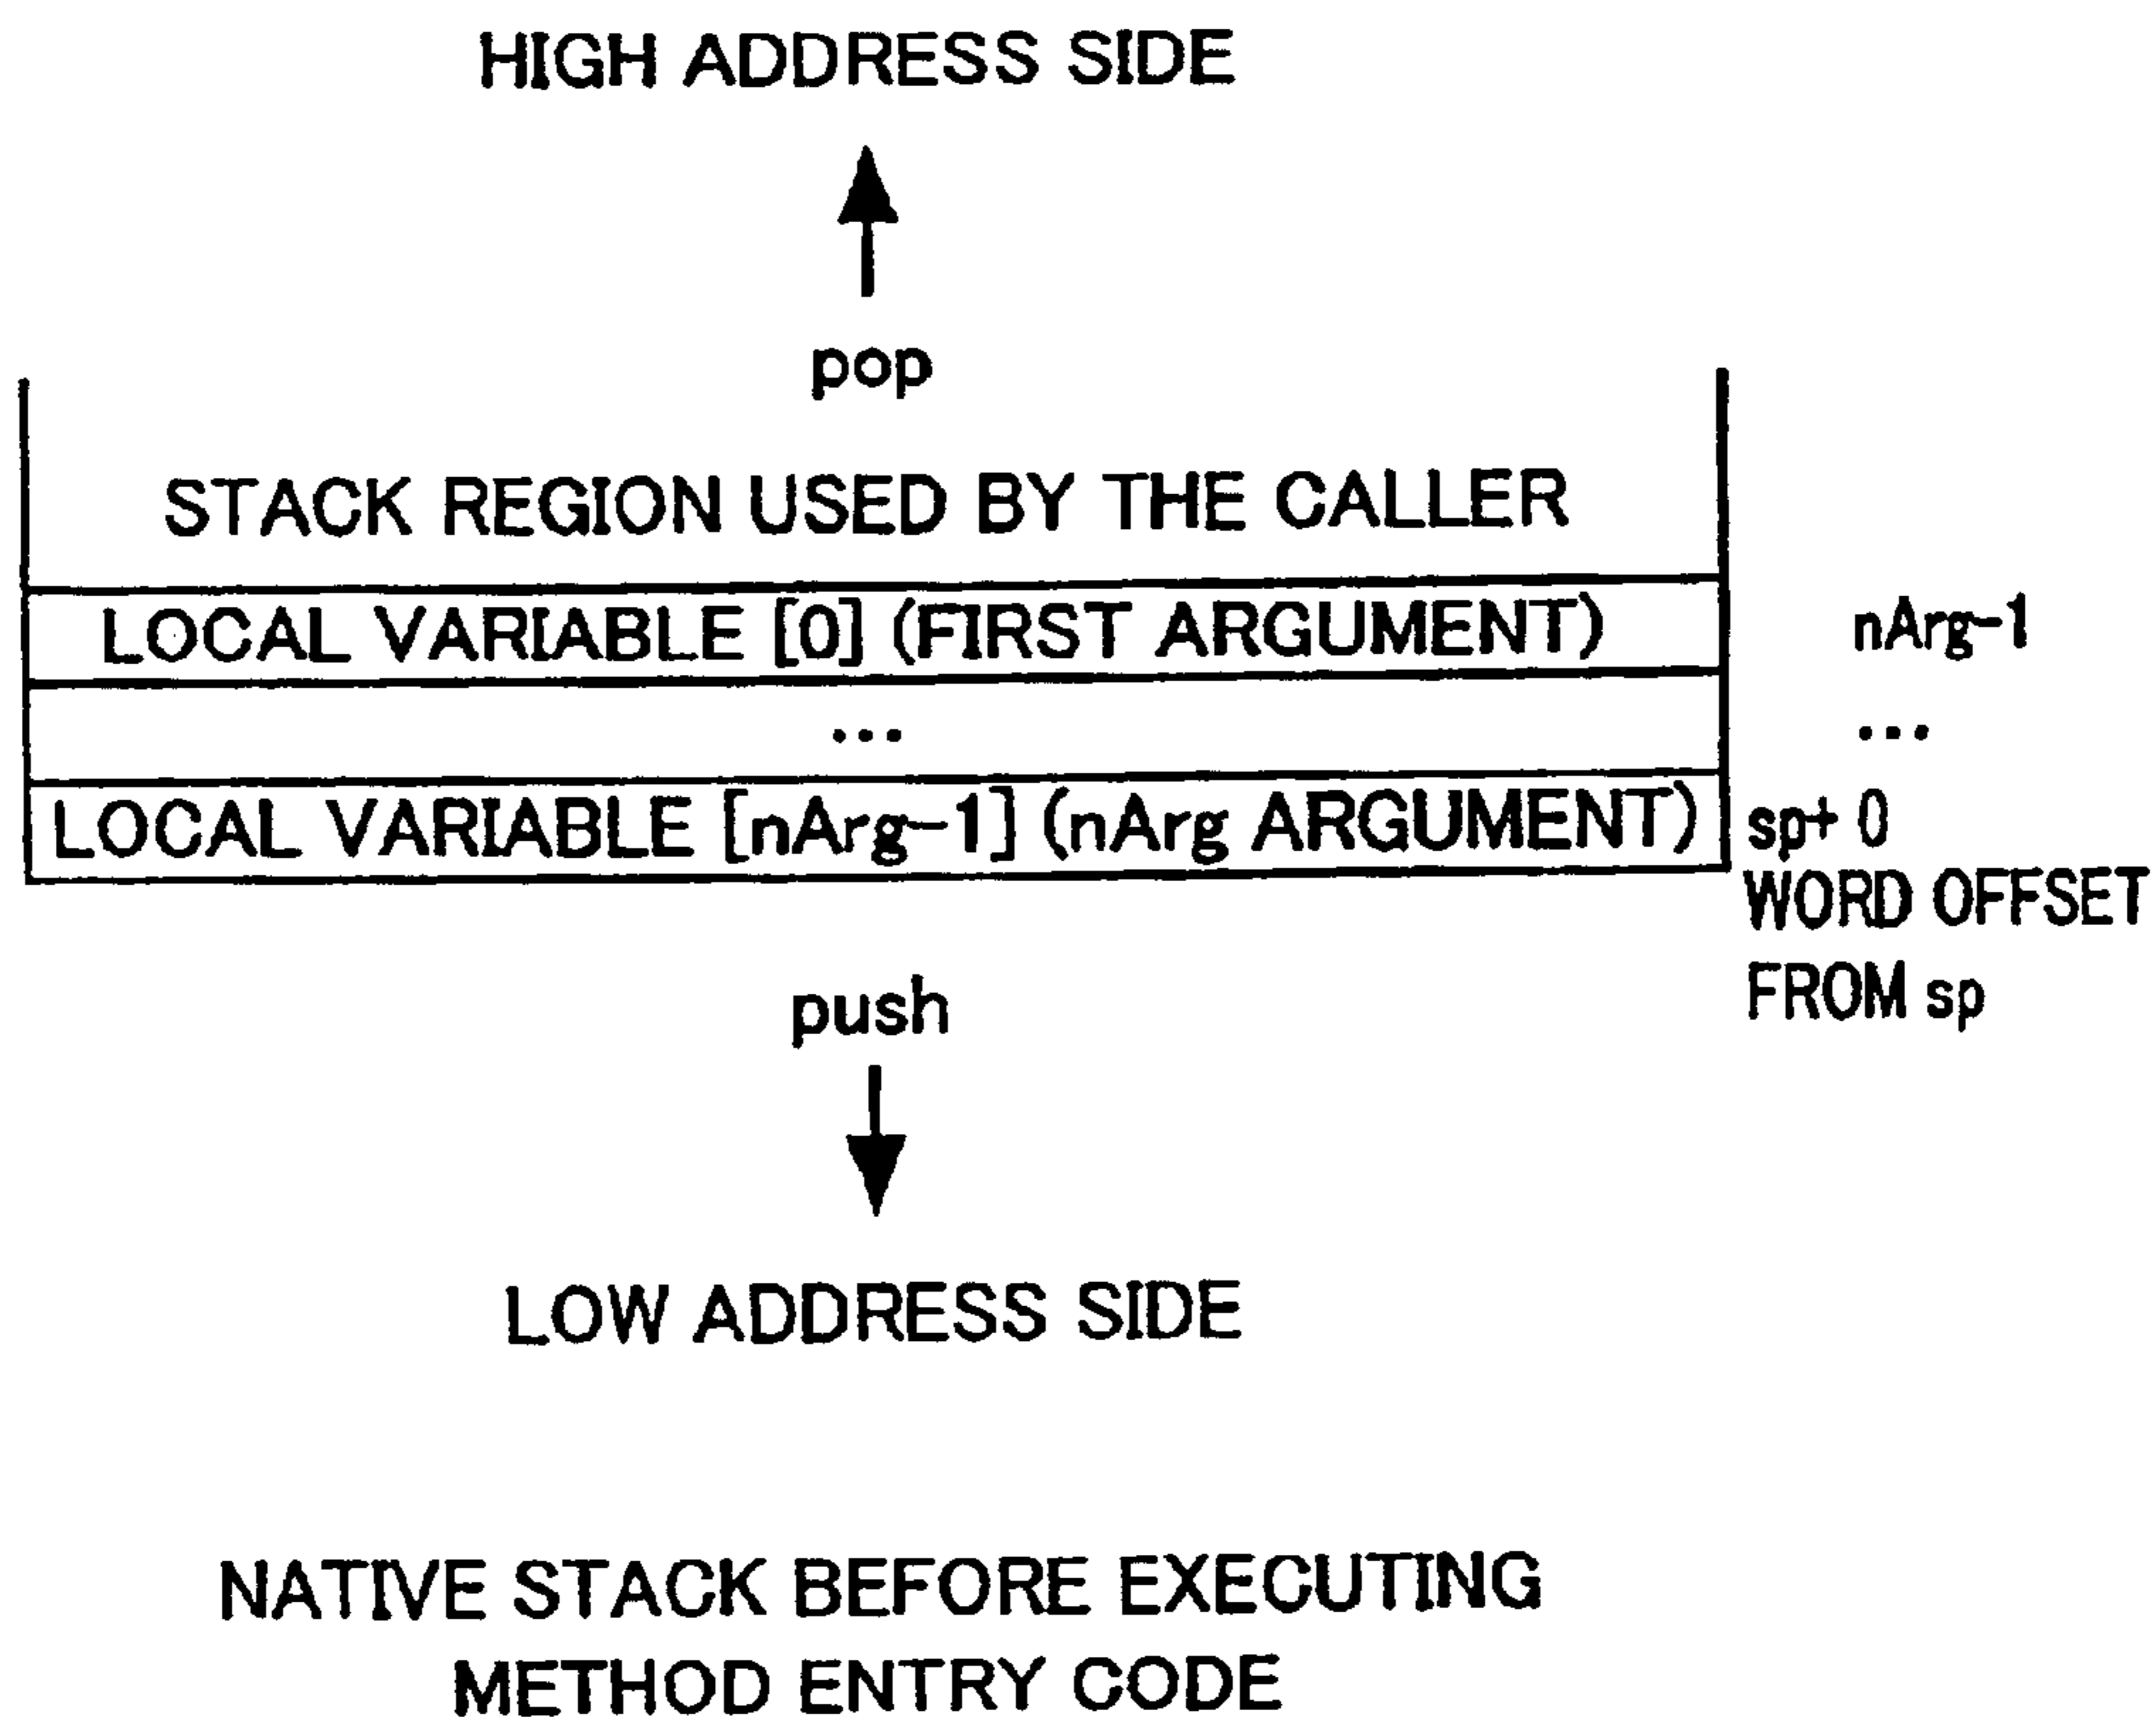 HIGH ADDRESS SIDE
pop
STACK REGION USED BY THE CALLER
LOCAL VARIABLE [0] (FIRST ARGUMENT) nArg-1
... ...
LOCAL VARIABLE [nArg-1] (nArg ARGUMENT) sp+ 0
WORD OFFSET
FROM sp
push
LOW ADDRESS SIDE
NATIVE STACK BEFORE EXECUTING
METHOD ENTRY CODE